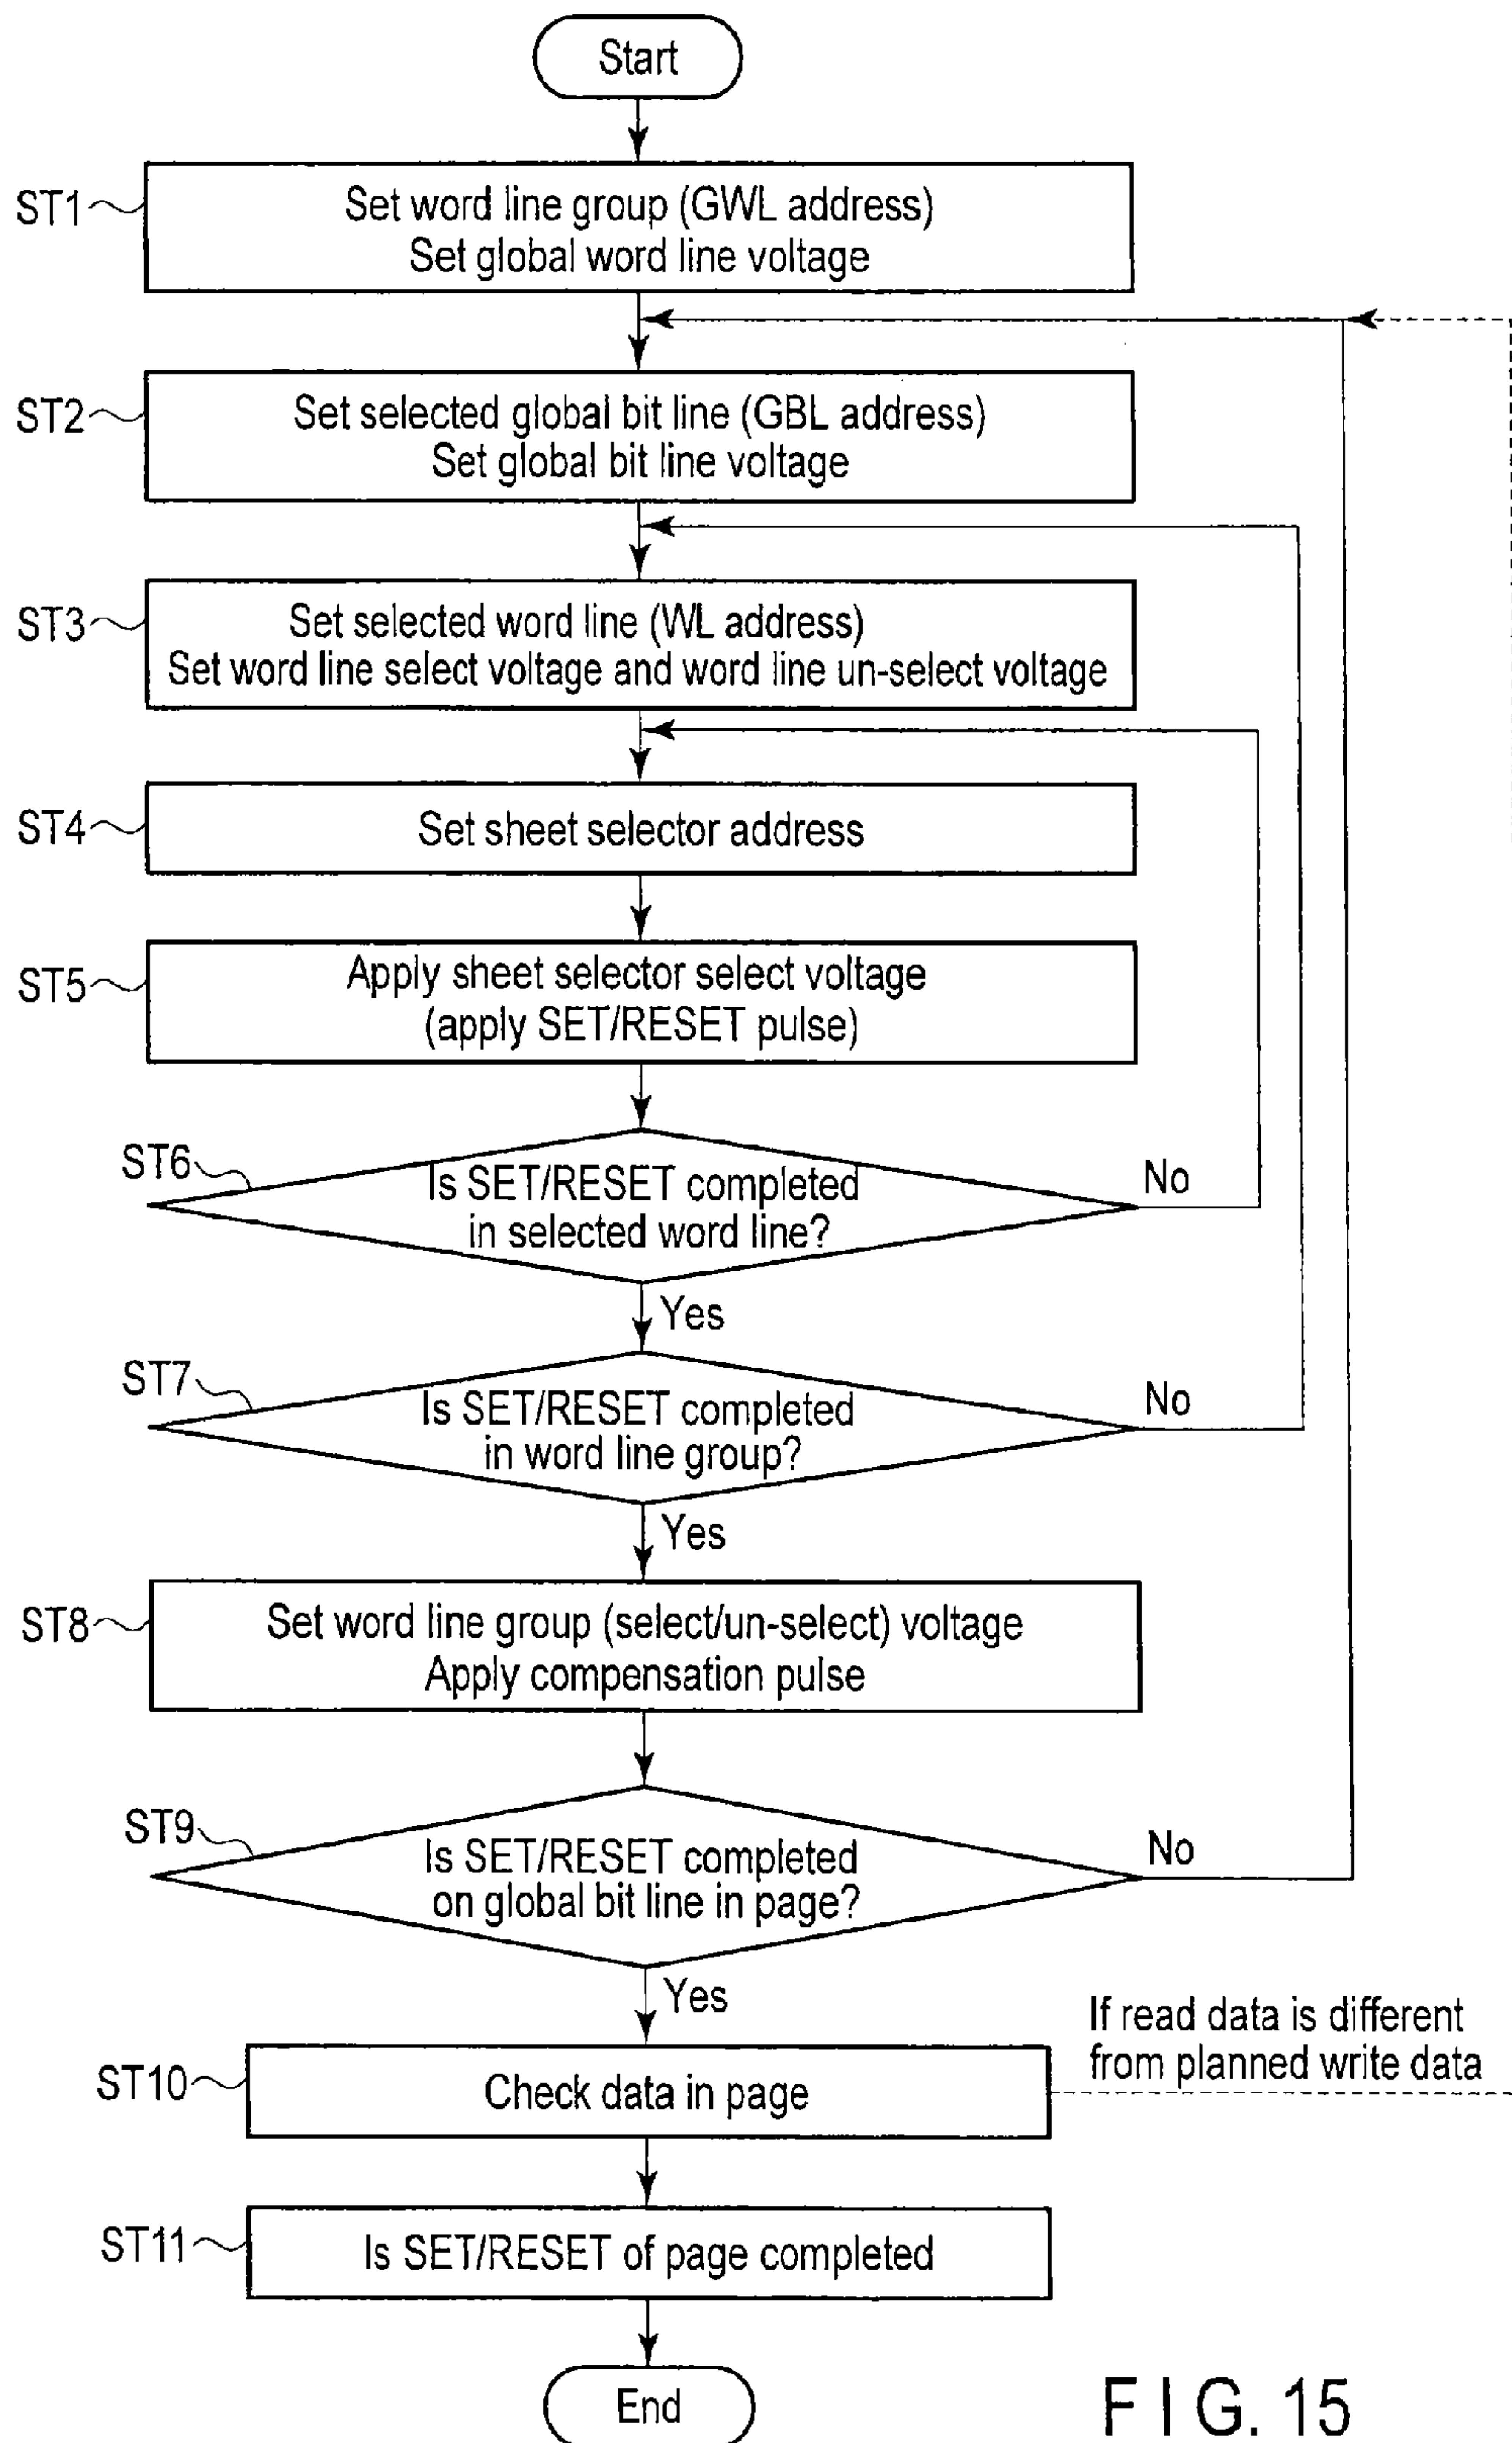 Start
ST1
Set word line group (GWL address)
Set global word line voltage
ST2
Set selected global bit line (GBL address)
Set global bit line voltage
ST3
Set selected word line (WL address)
Set word line select voltage and word line un-select voltage
ST4
Set sheet selector address
ST5
Apply sheet selector select voltage
(apply SET/RESET pulse)
ST6
Is SET/RESET completed
in selected word line?
No
Yes
ST7
Is SET/RESET completed
in word line group?
No
Yes
ST8
Set word line group (select/un-select) voltage
Apply compensation pulse
ST9
Is SET/RESET completed
on global bit line in page?
No
Yes
If read data is different
from planned write data
ST10
Check data in page
ST11
Is SET/RESET of page completed
End
FIG. 15